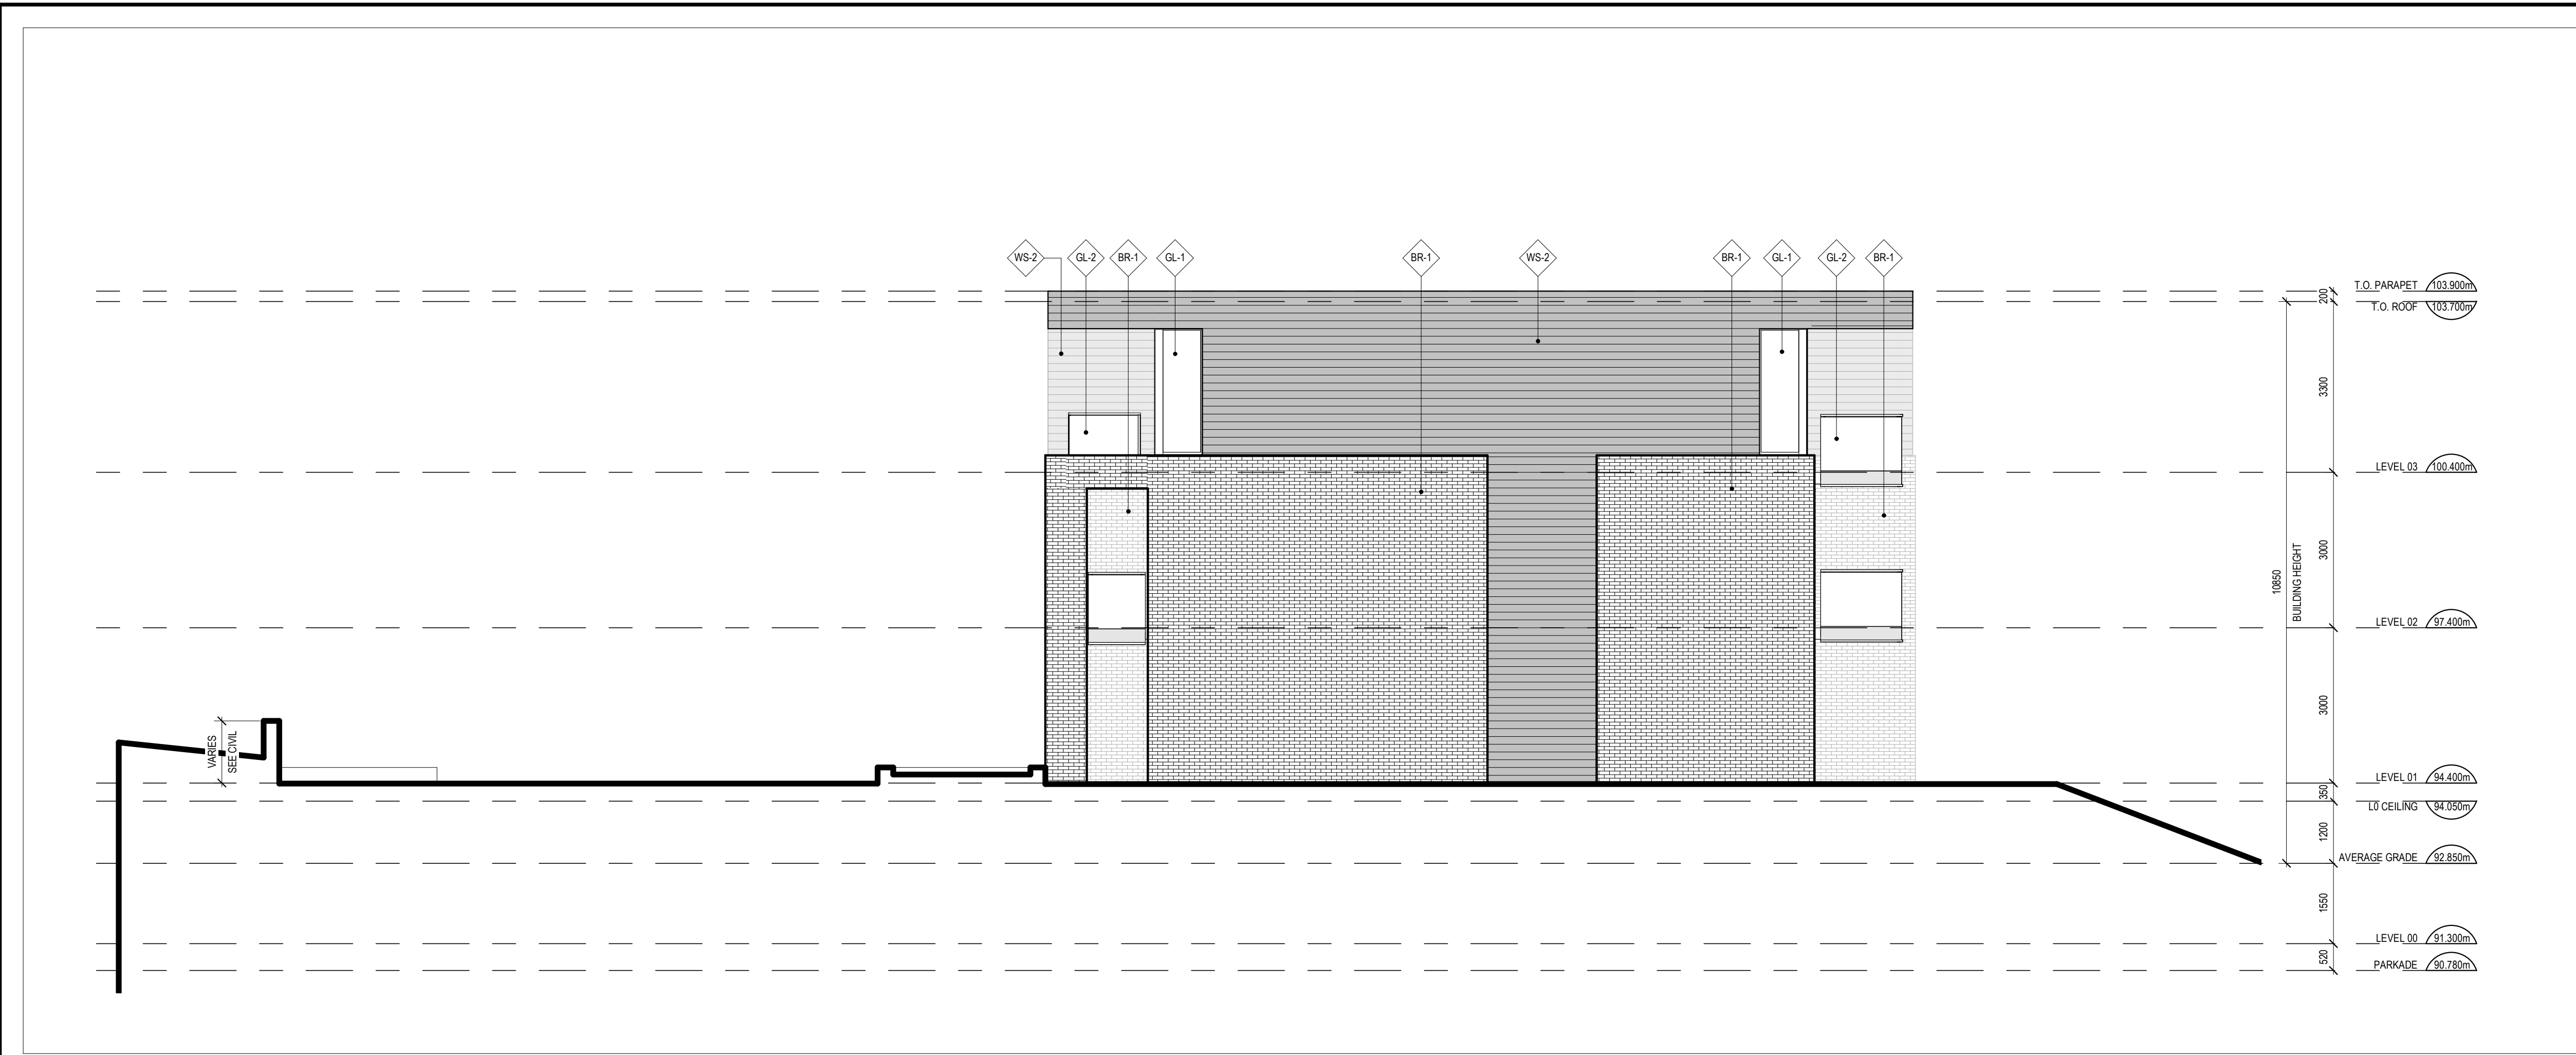 WS-2
GL-2
BR-1
GL-1
BR-1
WS-2
BR-1
GL-1
GL-2
BR-1
T.O. PARAPET 103.900m
200
T.O. ROOF 103.700m
3300
LEVEL 03 100.400m
3000
10850
BUILDING HEIGHT
LEVEL 02 97.400m
3000
VARIES
SEE CIVIL
LEVEL 01 94.400m
350
L0 CEILING 94.050m
1200
AVERAGE GRADE 92.850m
1550
LEVEL 00 91.300m
520
PARKADE 90.780m